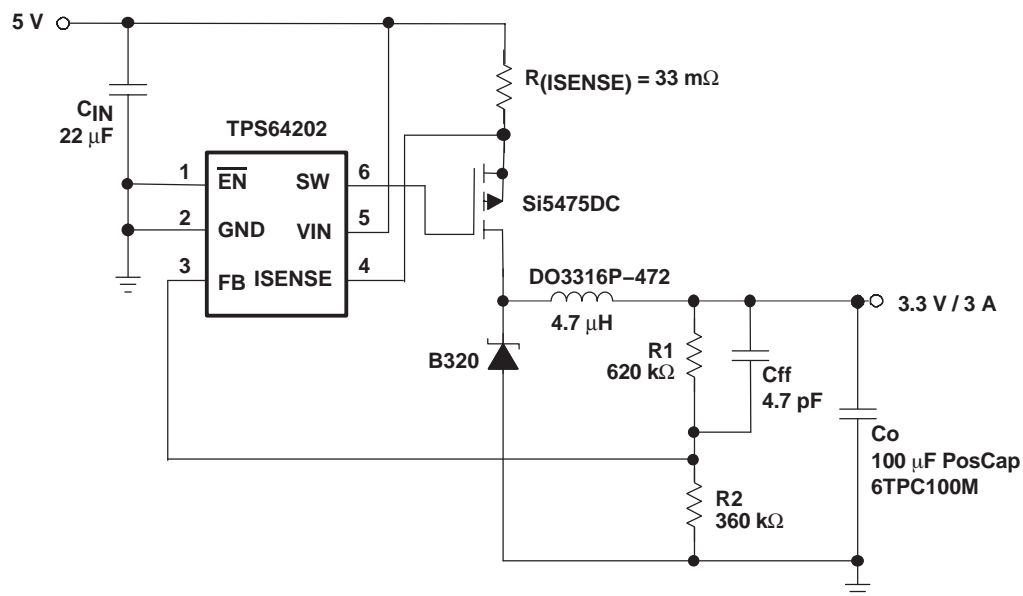 5 V
R(ISENSE) = 33 mΩ
CIN
22 μF
TPS64202
1
EN
SW
6
Si5475DC
2
GND
VIN
5
3
FB
ISENSE
4
DO3316P−472
4.7 μH
3.3 V / 3 A
B320
R1
620 kΩ
Cff
4.7 pF
Co
100 μF PosCap
6TPC100M
R2
360 kΩ